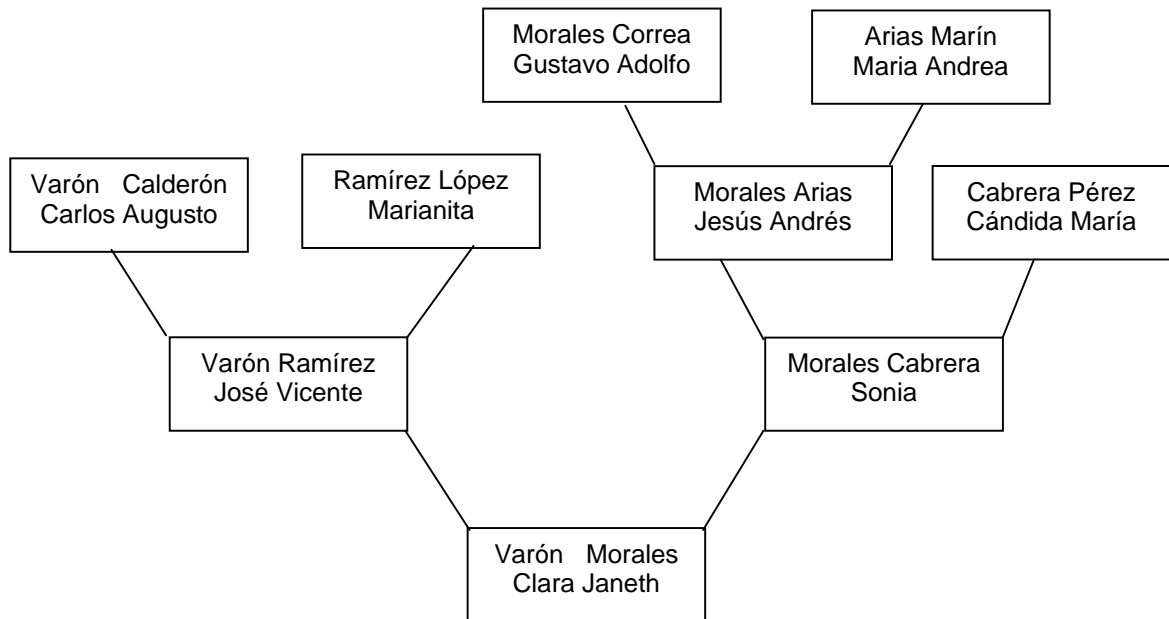 Morales Correa
Gustavo Adolfo
Arias Marín
Maria Andrea
Varón Calderón
Carlos Augusto
Ramírez López
Marianita
Morales Arias
Jesús Andrés
Cabrera Pérez
Cándida María
Varón Ramírez
José Vicente
Morales Cabrera
Sonia
Varón Morales
Clara Janeth